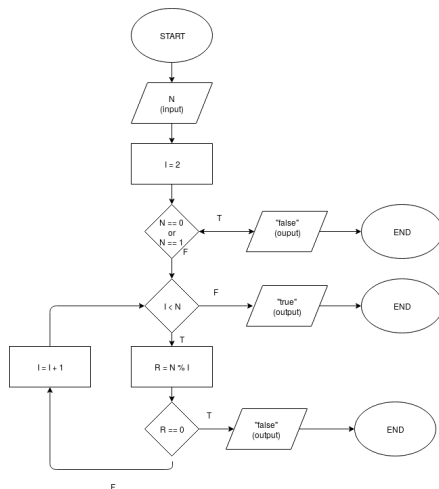 START
N
(input)
I = 2
N == 0
or
N == 1
T
"false"
(ouput)
END
F
I < N
F
"true"
(output)
END
T
I = I + 1
R = N % I
R == 0
T
"false"
(output)
END
F